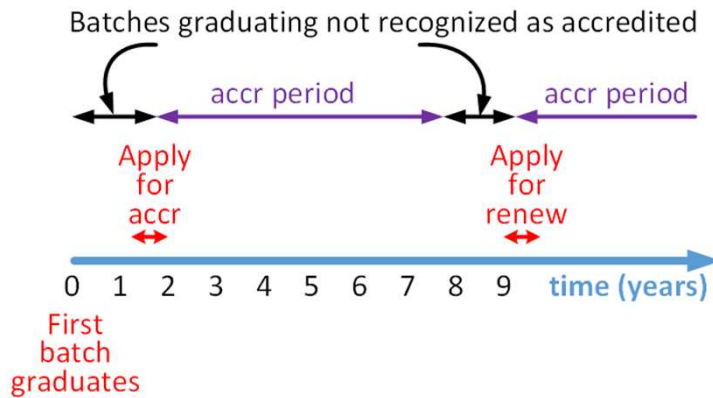 Batches graduating not recognized as accredited
accr period
accr period
Apply
for
accr
Apply
for
renew
0 1 2 3 4 5 6 7 8 9 time (years)
First
batch
graduates